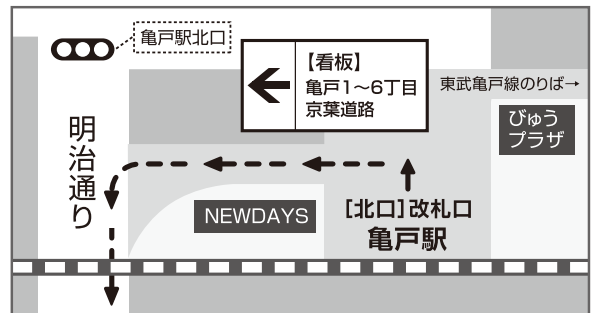 亀戸駅北口
【看板】
亀戸1〜6丁目
京葉道路
東武亀戸線のりば→
びゅう
プラザ
明治通り
NEWDAYS
［北口］改札口
亀戸駅